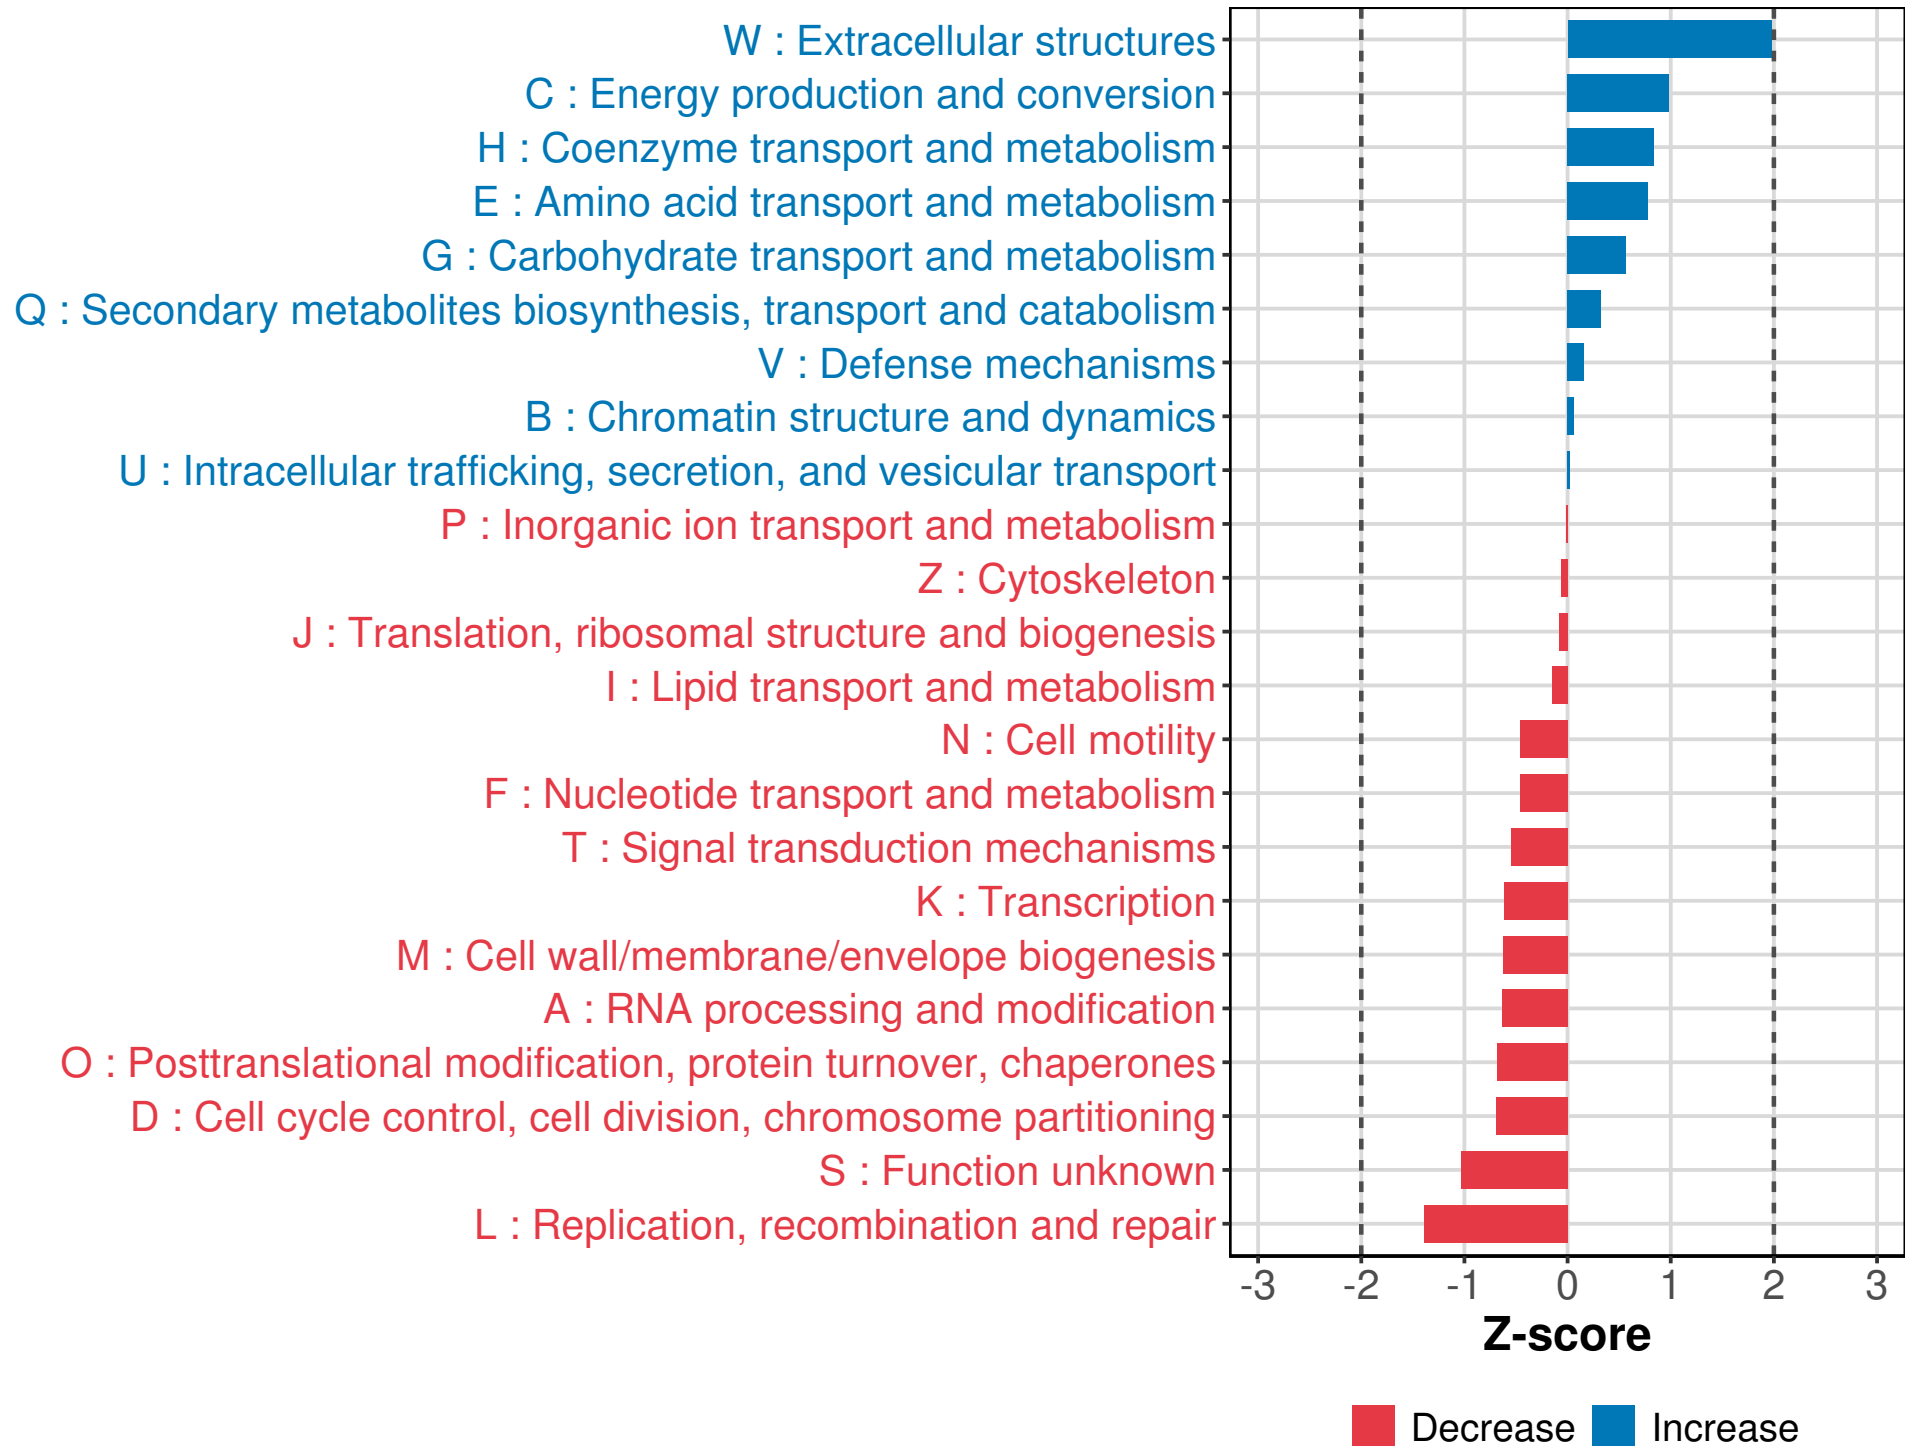 W : Extracellular structures
C : Energy production and conversion
H : Coenzyme transport and metabolism
E : Amino acid transport and metabolism
G : Carbohydrate transport and metabolism
Q : Secondary metabolites biosynthesis, transport and catabolism
V : Defense mechanisms
B : Chromatin structure and dynamics
U : Intracellular trafficking, secretion, and vesicular transport
P : Inorganic ion transport and metabolism
Z : Cytoskeleton
J : Translation, ribosomal structure and biogenesis
I : Lipid transport and metabolism
N : Cell motility
F : Nucleotide transport and metabolism
T : Signal transduction mechanisms
K : Transcription
M : Cell wall/membrane/envelope biogenesis
A : RNA processing and modification
O : Posttranslational modification, protein turnover, chaperones
D : Cell cycle control, cell division, chromosome partitioning
S : Function unknown
L : Replication, recombination and repair
-3 -2 -1 0 1 2 3
Z-score
Decrease Increase